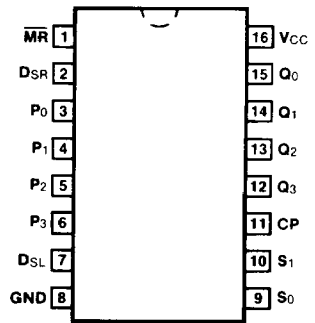 M̅R̅ 1 16 VCC
DSR 2 15 Q0
P0 3 14 Q1
P1 4 13 Q2
P2 5 12 Q3
P3 6 11 CP
DSL 7 10 S1
GND 8 9 S0